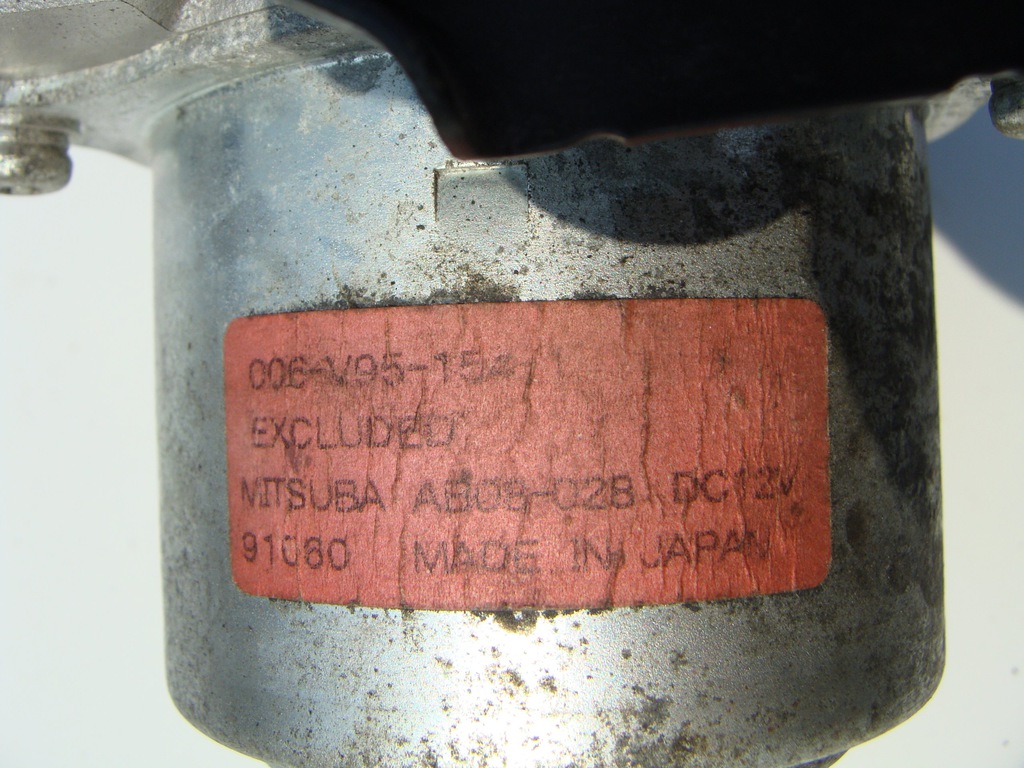 006-V95-154
EXCLUDED
MITSUBA AB09-02B DC12V
91060 MADE IN JAPAN